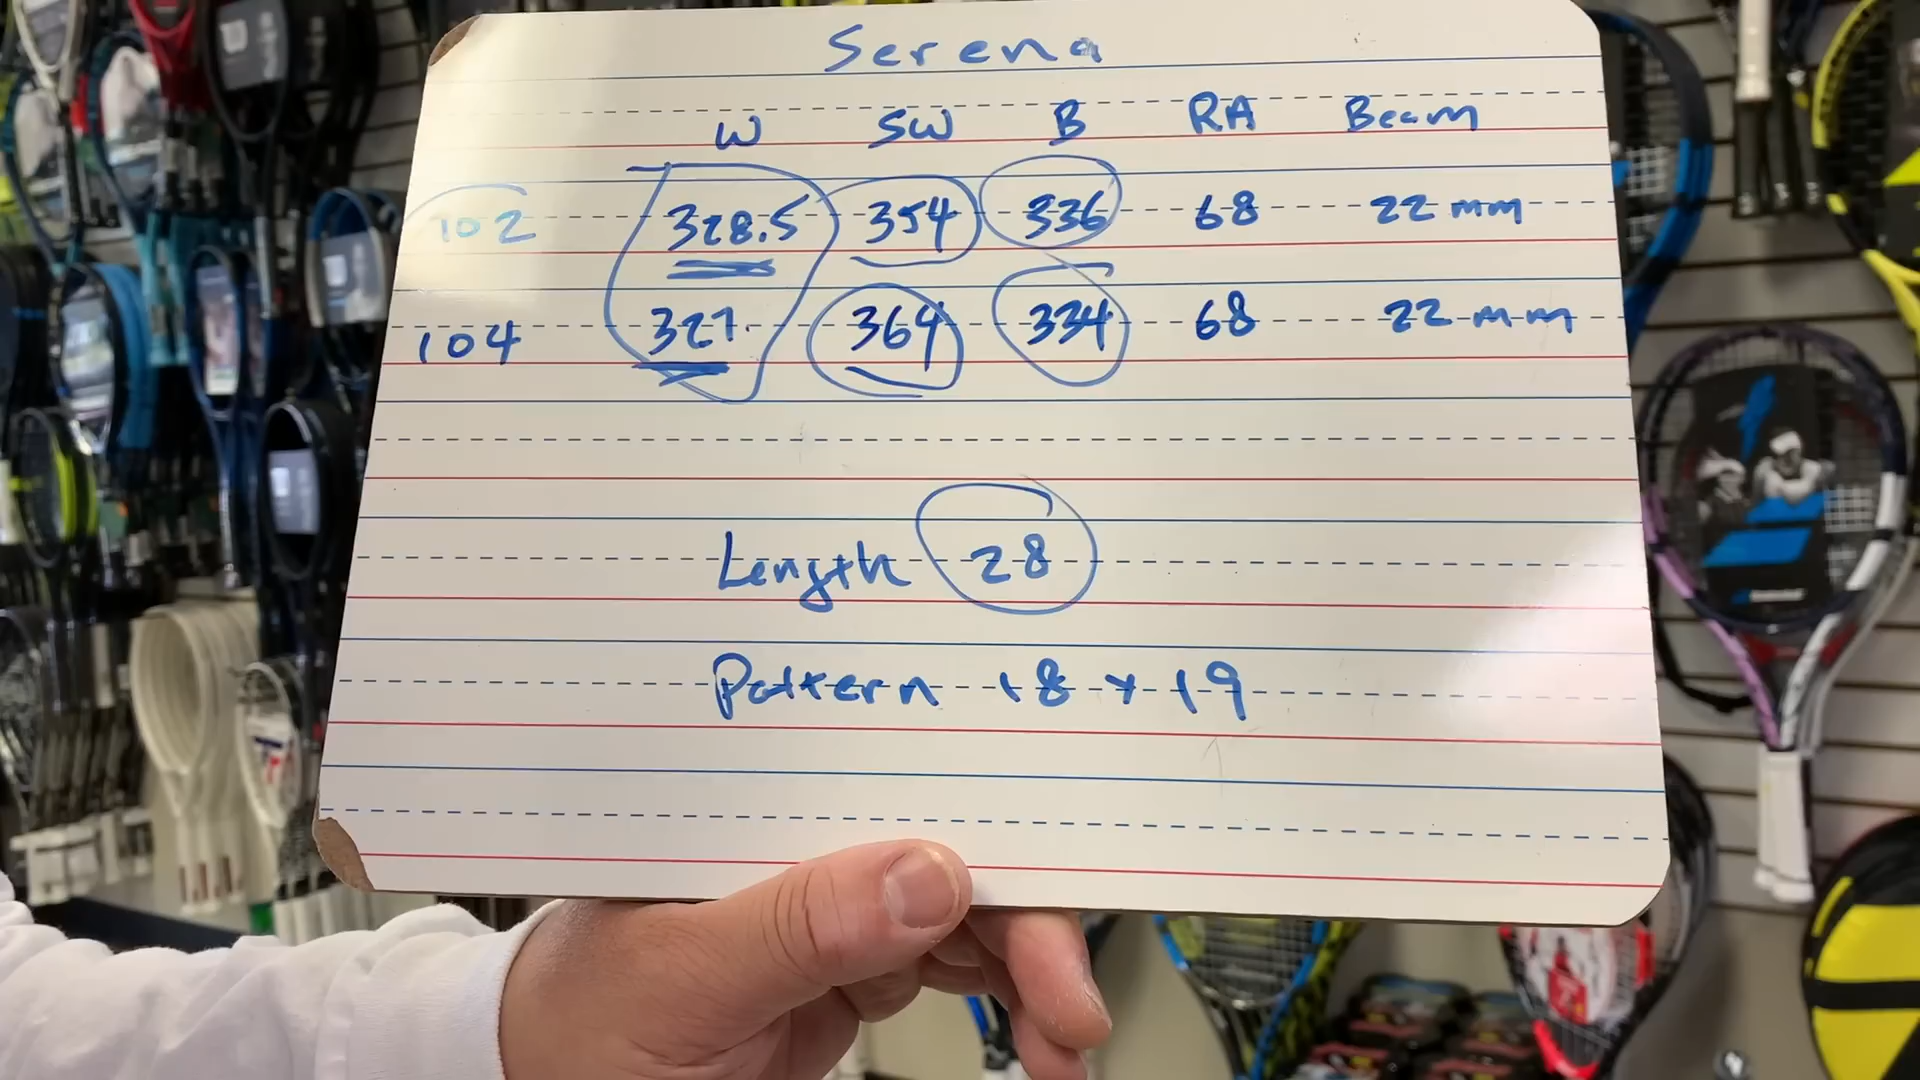 Serena
W SW B RA Beam
102 328.5 354 336 68 22 mm
104 327. 364 334 68 22 mm
Length 28
Pattern 18 x 19